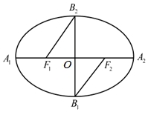 B₂
A₁ F₁ O F₂ A₂
B₁